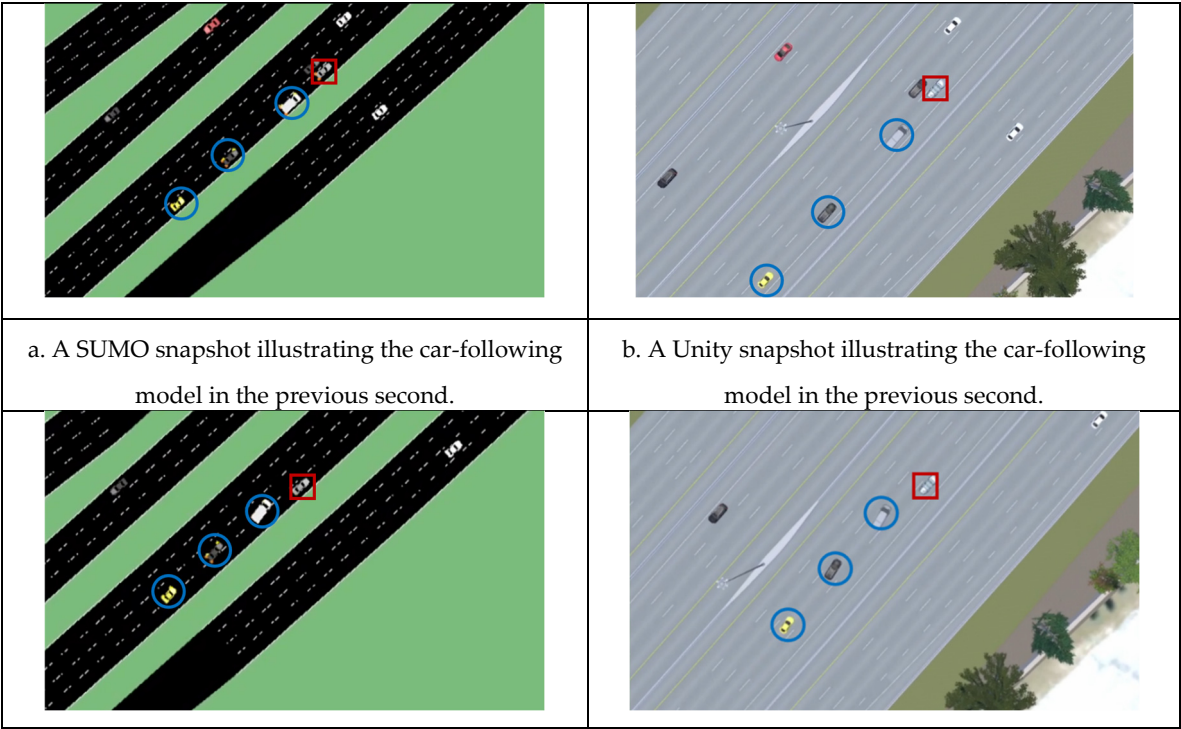 a. A SUMO snapshot illustrating the car-following
model in the previous second.
b. A Unity snapshot illustrating the car-following
model in the previous second.